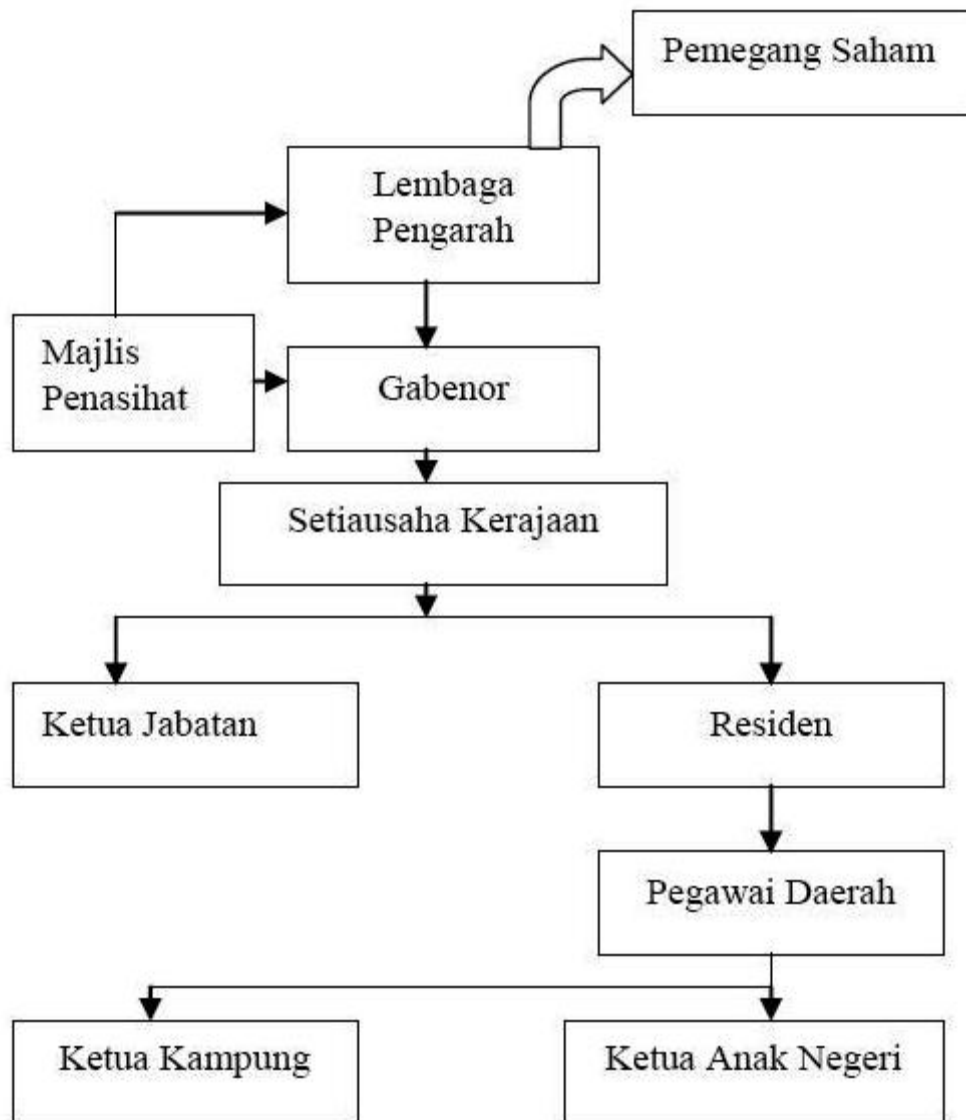 Pemegang Saham
Lembaga
Pengarah
Majlis
Penasihat
Gabenor
Setiausaha Kerajaan
Ketua Jabatan
Residen
Pegawai Daerah
Ketua Kampung
Ketua Anak Negeri